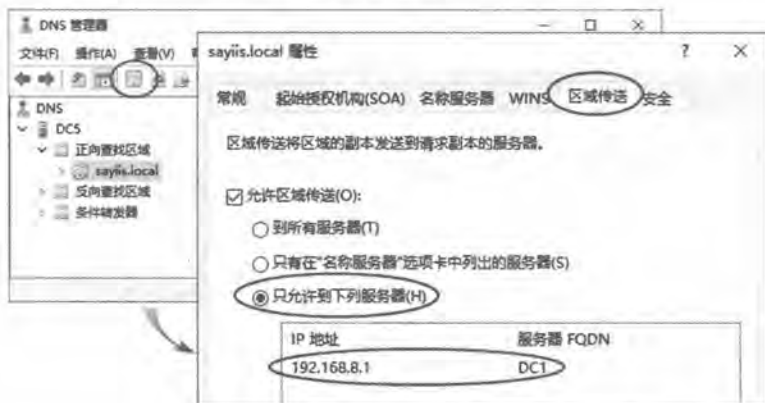 DNS 管理器
文件(F) 操作(A) 查看(V)
DNS
DC5
正向查找区域
sayiis.local
反向查找区域
条件转发器
sayiis.local 属性
常规 起始授权机构(SOA) 名称服务器 WINS 区域传送 安全
区域传送将区域的副本发送到请求副本的服务器。
允许区域传送(O):
到所有服务器(T)
只有在"名称服务器"选项卡中列出的服务器(S)
只允许到下列服务器(H)
IP 地址 服务器 FQDN
192.168.8.1 DC1